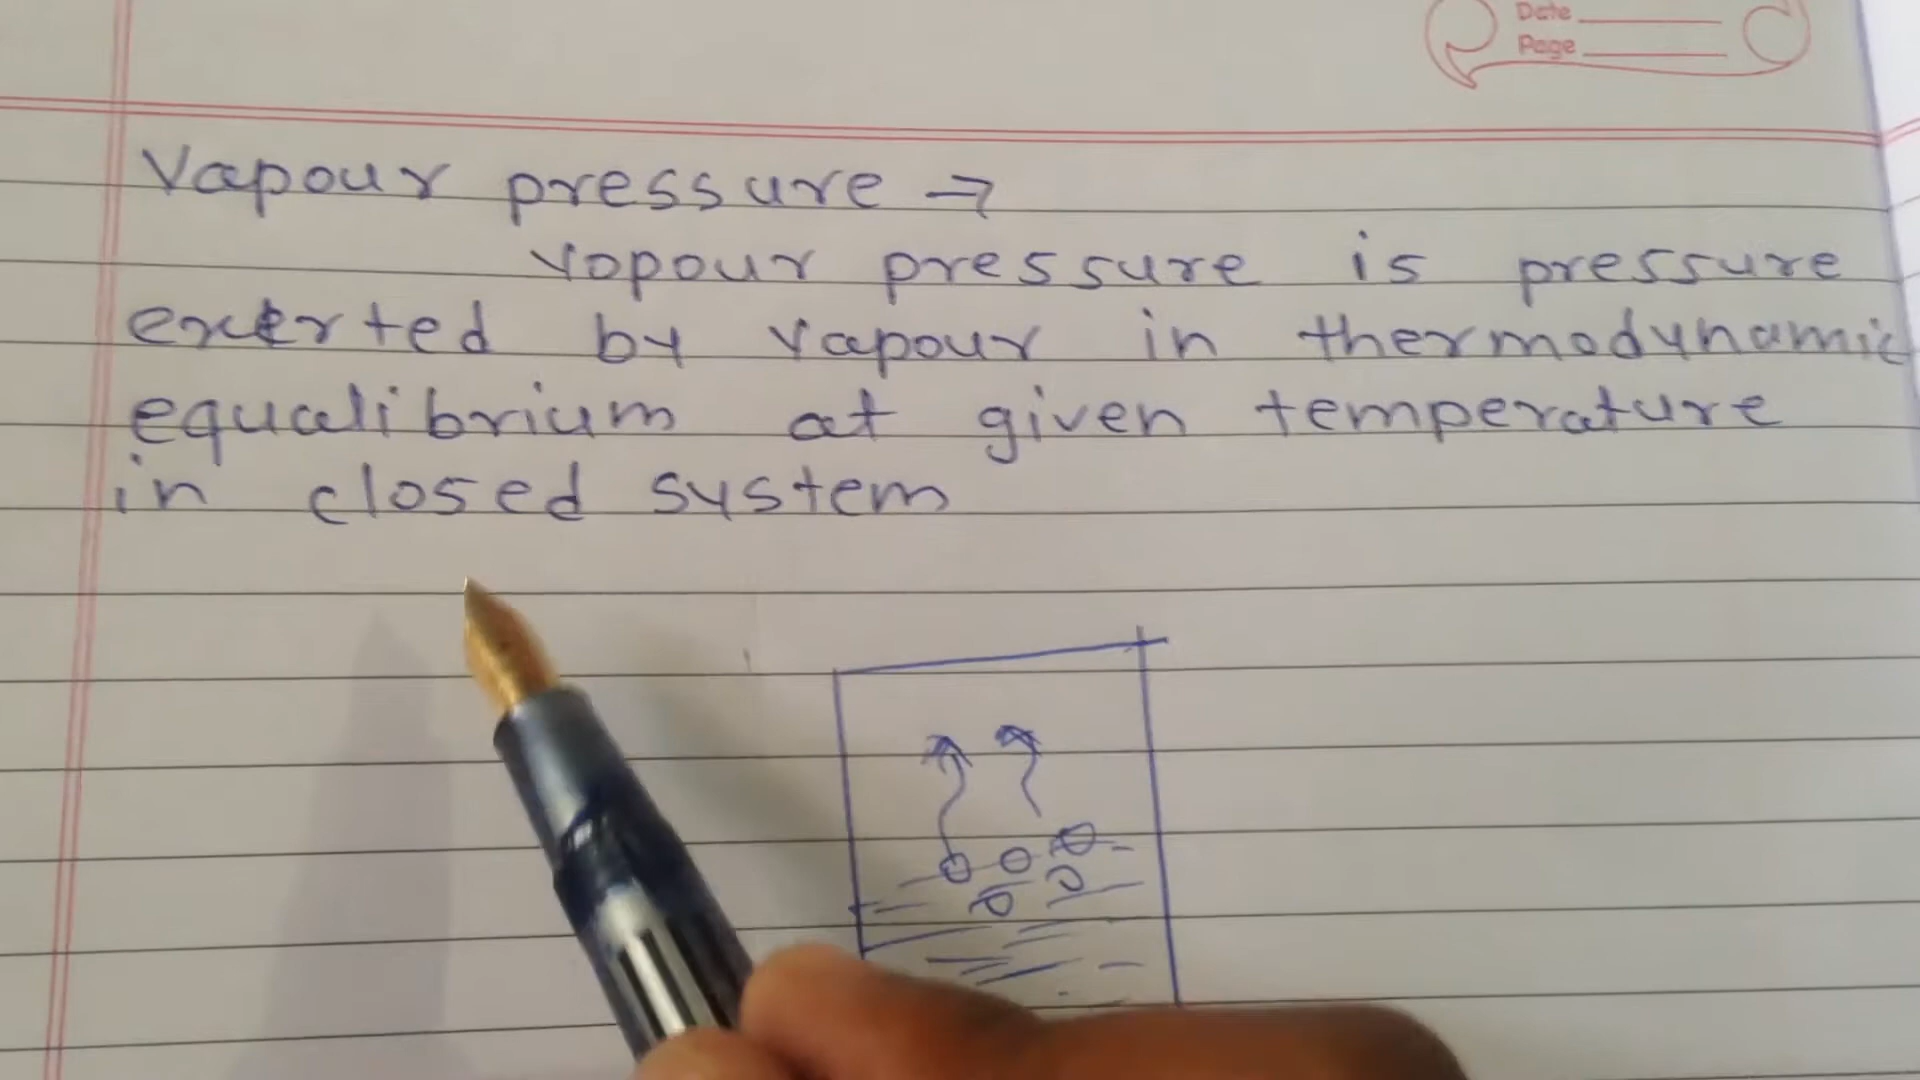 Date
Page
Vapour pressure →
Vopour pressure is pressure
exerted by vapour in thermodynamic
equalibrium at given temperature
in closed system